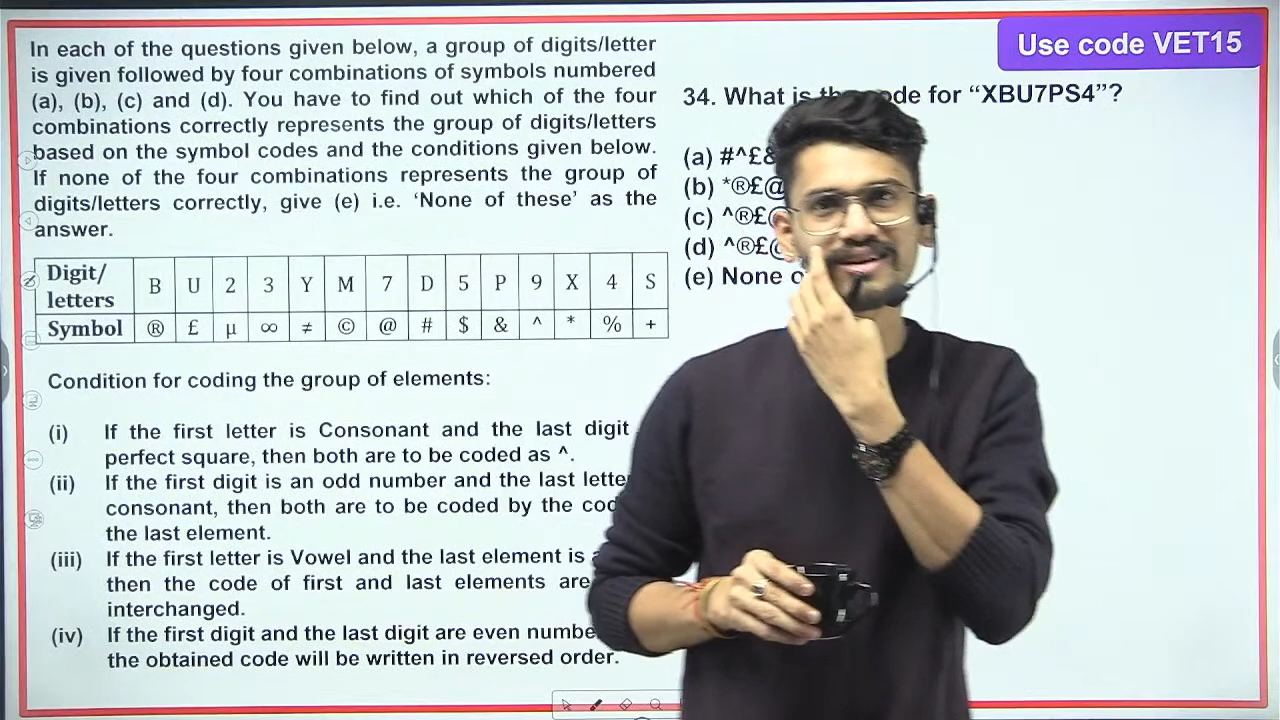 In each of the questions given below, a group of digits/letter
is given followed by four combinations of symbols numbered
(a), (b), (c) and (d). You have to find out which of the four
combinations correctly represents the group of digits/letters
based on the symbol codes and the conditions given below.
If none of the four combinations represents the group of
digits/letters correctly, give (e) i.e. ‘None of these’ as the
answer.
Digit/ letters B U 2 3 Y M 7 D 5 P 9 X 4 S
Symbol ® £ µ ∞ ≠ © @ # $ & ^ * % +
Condition for coding the group of elements:
(i) If the first letter is Consonant and the last digit
perfect square, then both are to be coded as ^.
(ii) If the first digit is an odd number and the last
consonant, then both are to be coded by the
the last element.
(iii) If the first letter is Vowel and the last element is
then the code of first and last elements are
interchanged.
(iv) If the first digit and the last digit are even
the obtained code will be written in reversed order.
Use code VET15
34. What is for “XBU7PS4”?
(a) #^£&
(b) *®£@
(c) ^®£
(d) ^®£
(e) None